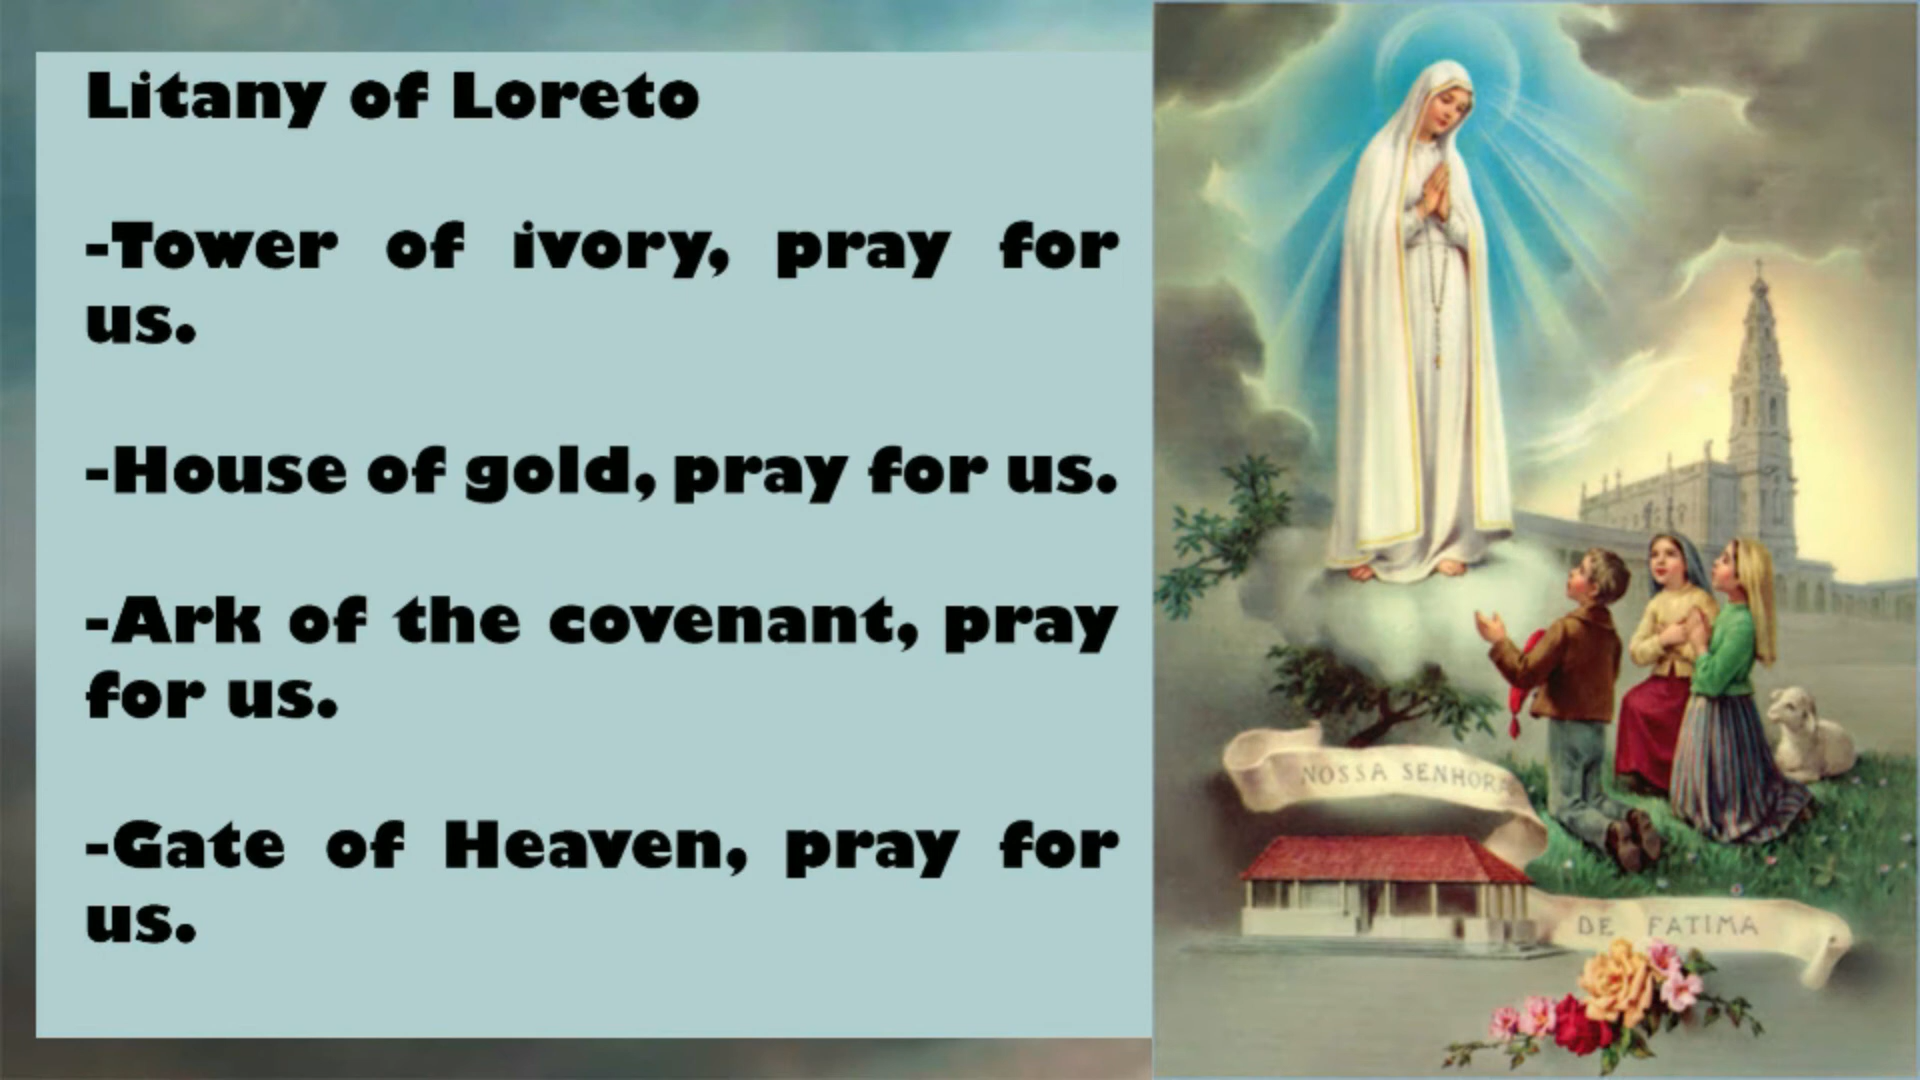 Litany of Loreto
-Tower of ivory, pray for
us.
-House of gold, pray for us.
-Ark of the covenant, pray
for us.
-Gate of Heaven, pray for
us.
NOSSA SENHORA
DE FATIMA